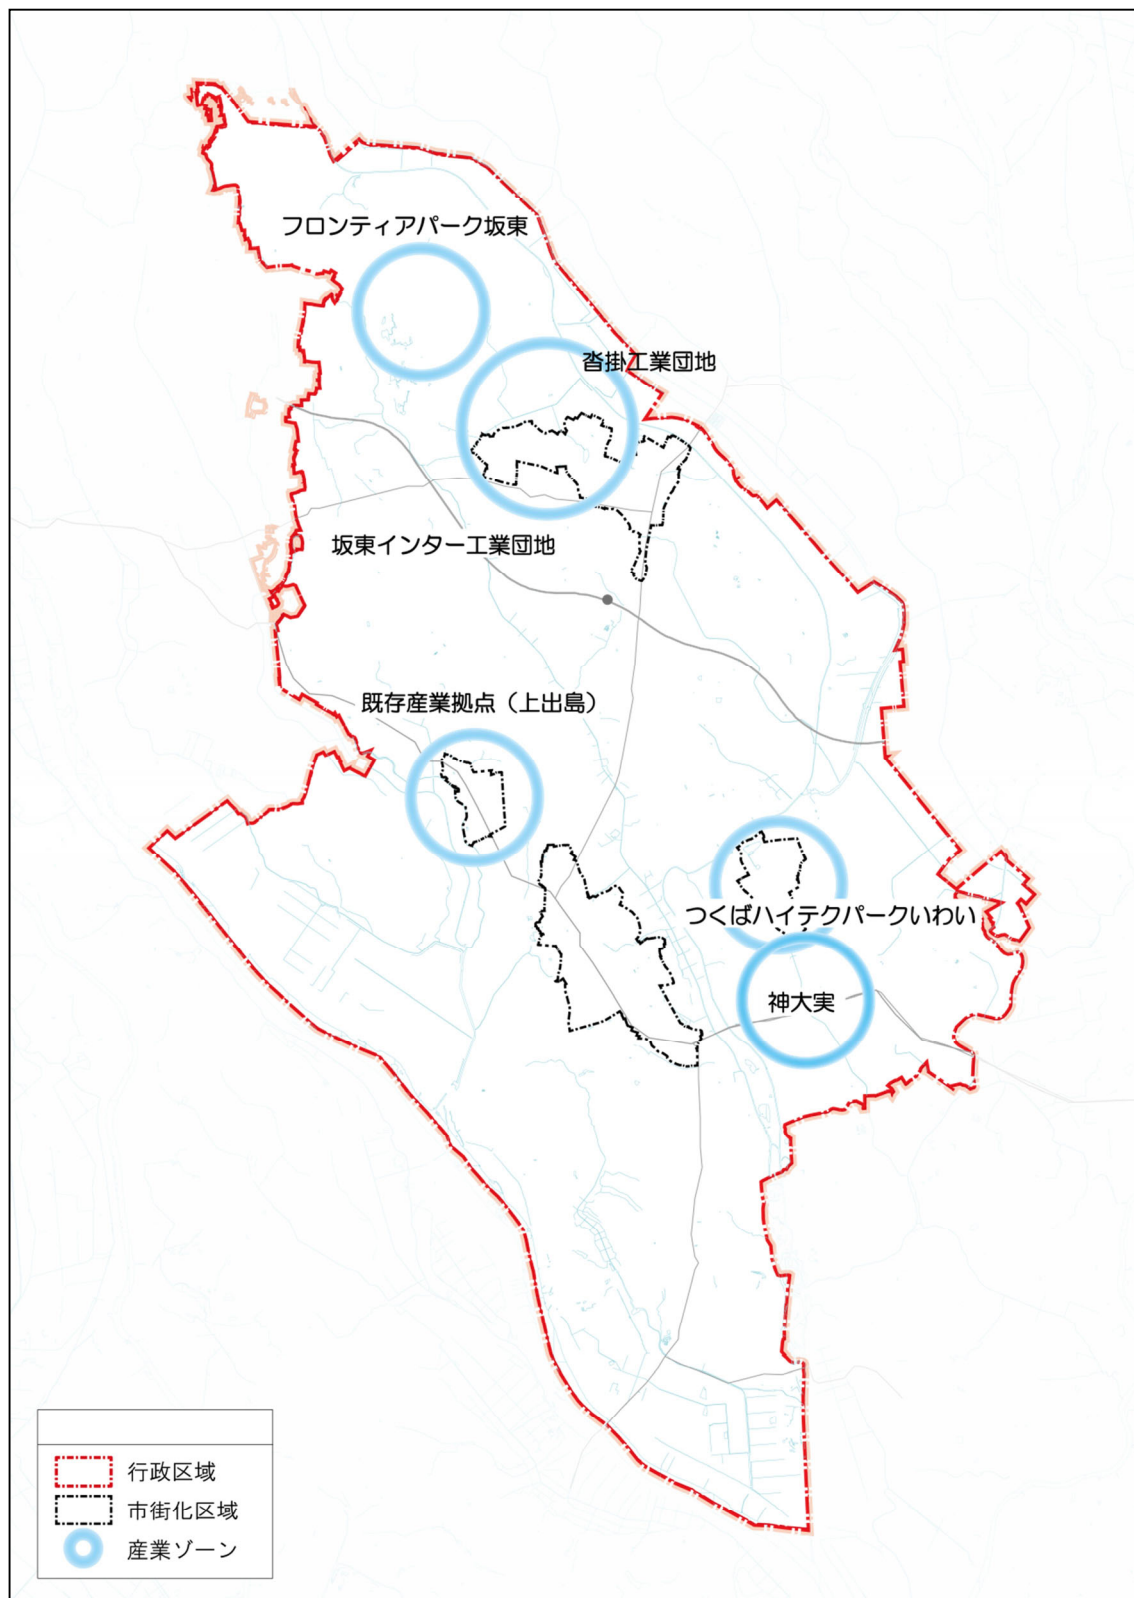 フロンティアパーク坂東
沓掛工業団地
坂東インター工業団地
既存産業拠点（上出島）
つくばハイテクパークいわい
神大実
行政区域
市街化区域
産業ゾーン